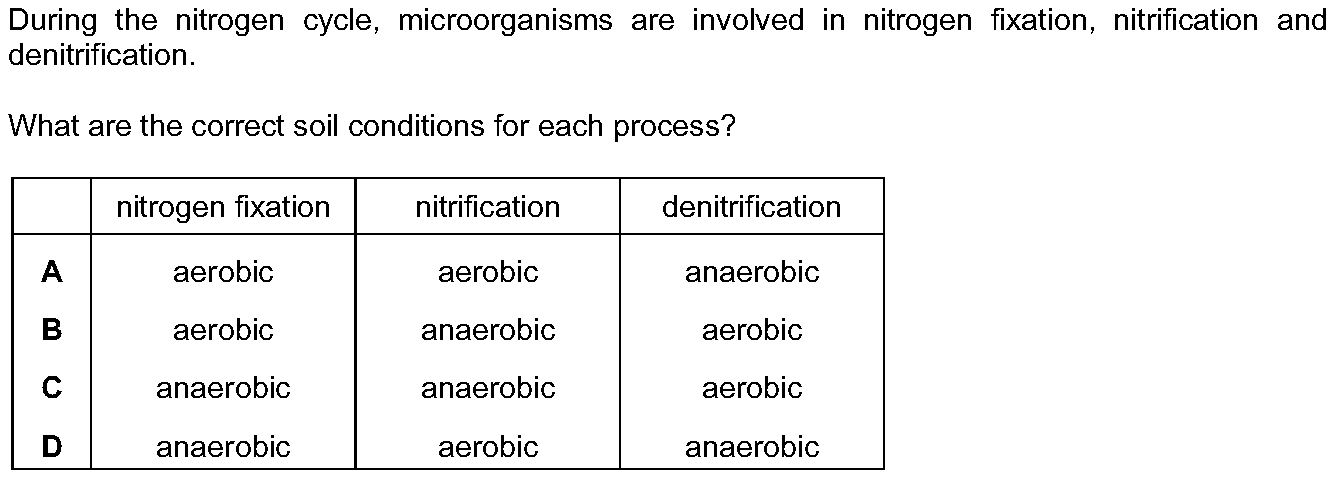 During the nitrogen cycle, microorganisms are involved in nitrogen fixation, nitrification and
denitrification.
What are the correct soil conditions for each process?
nitrogen fixation nitrification denitrification
A aerobic aerobic anaerobic
B aerobic anaerobic aerobic
C anaerobic anaerobic aerobic
D anaerobic aerobic anaerobic